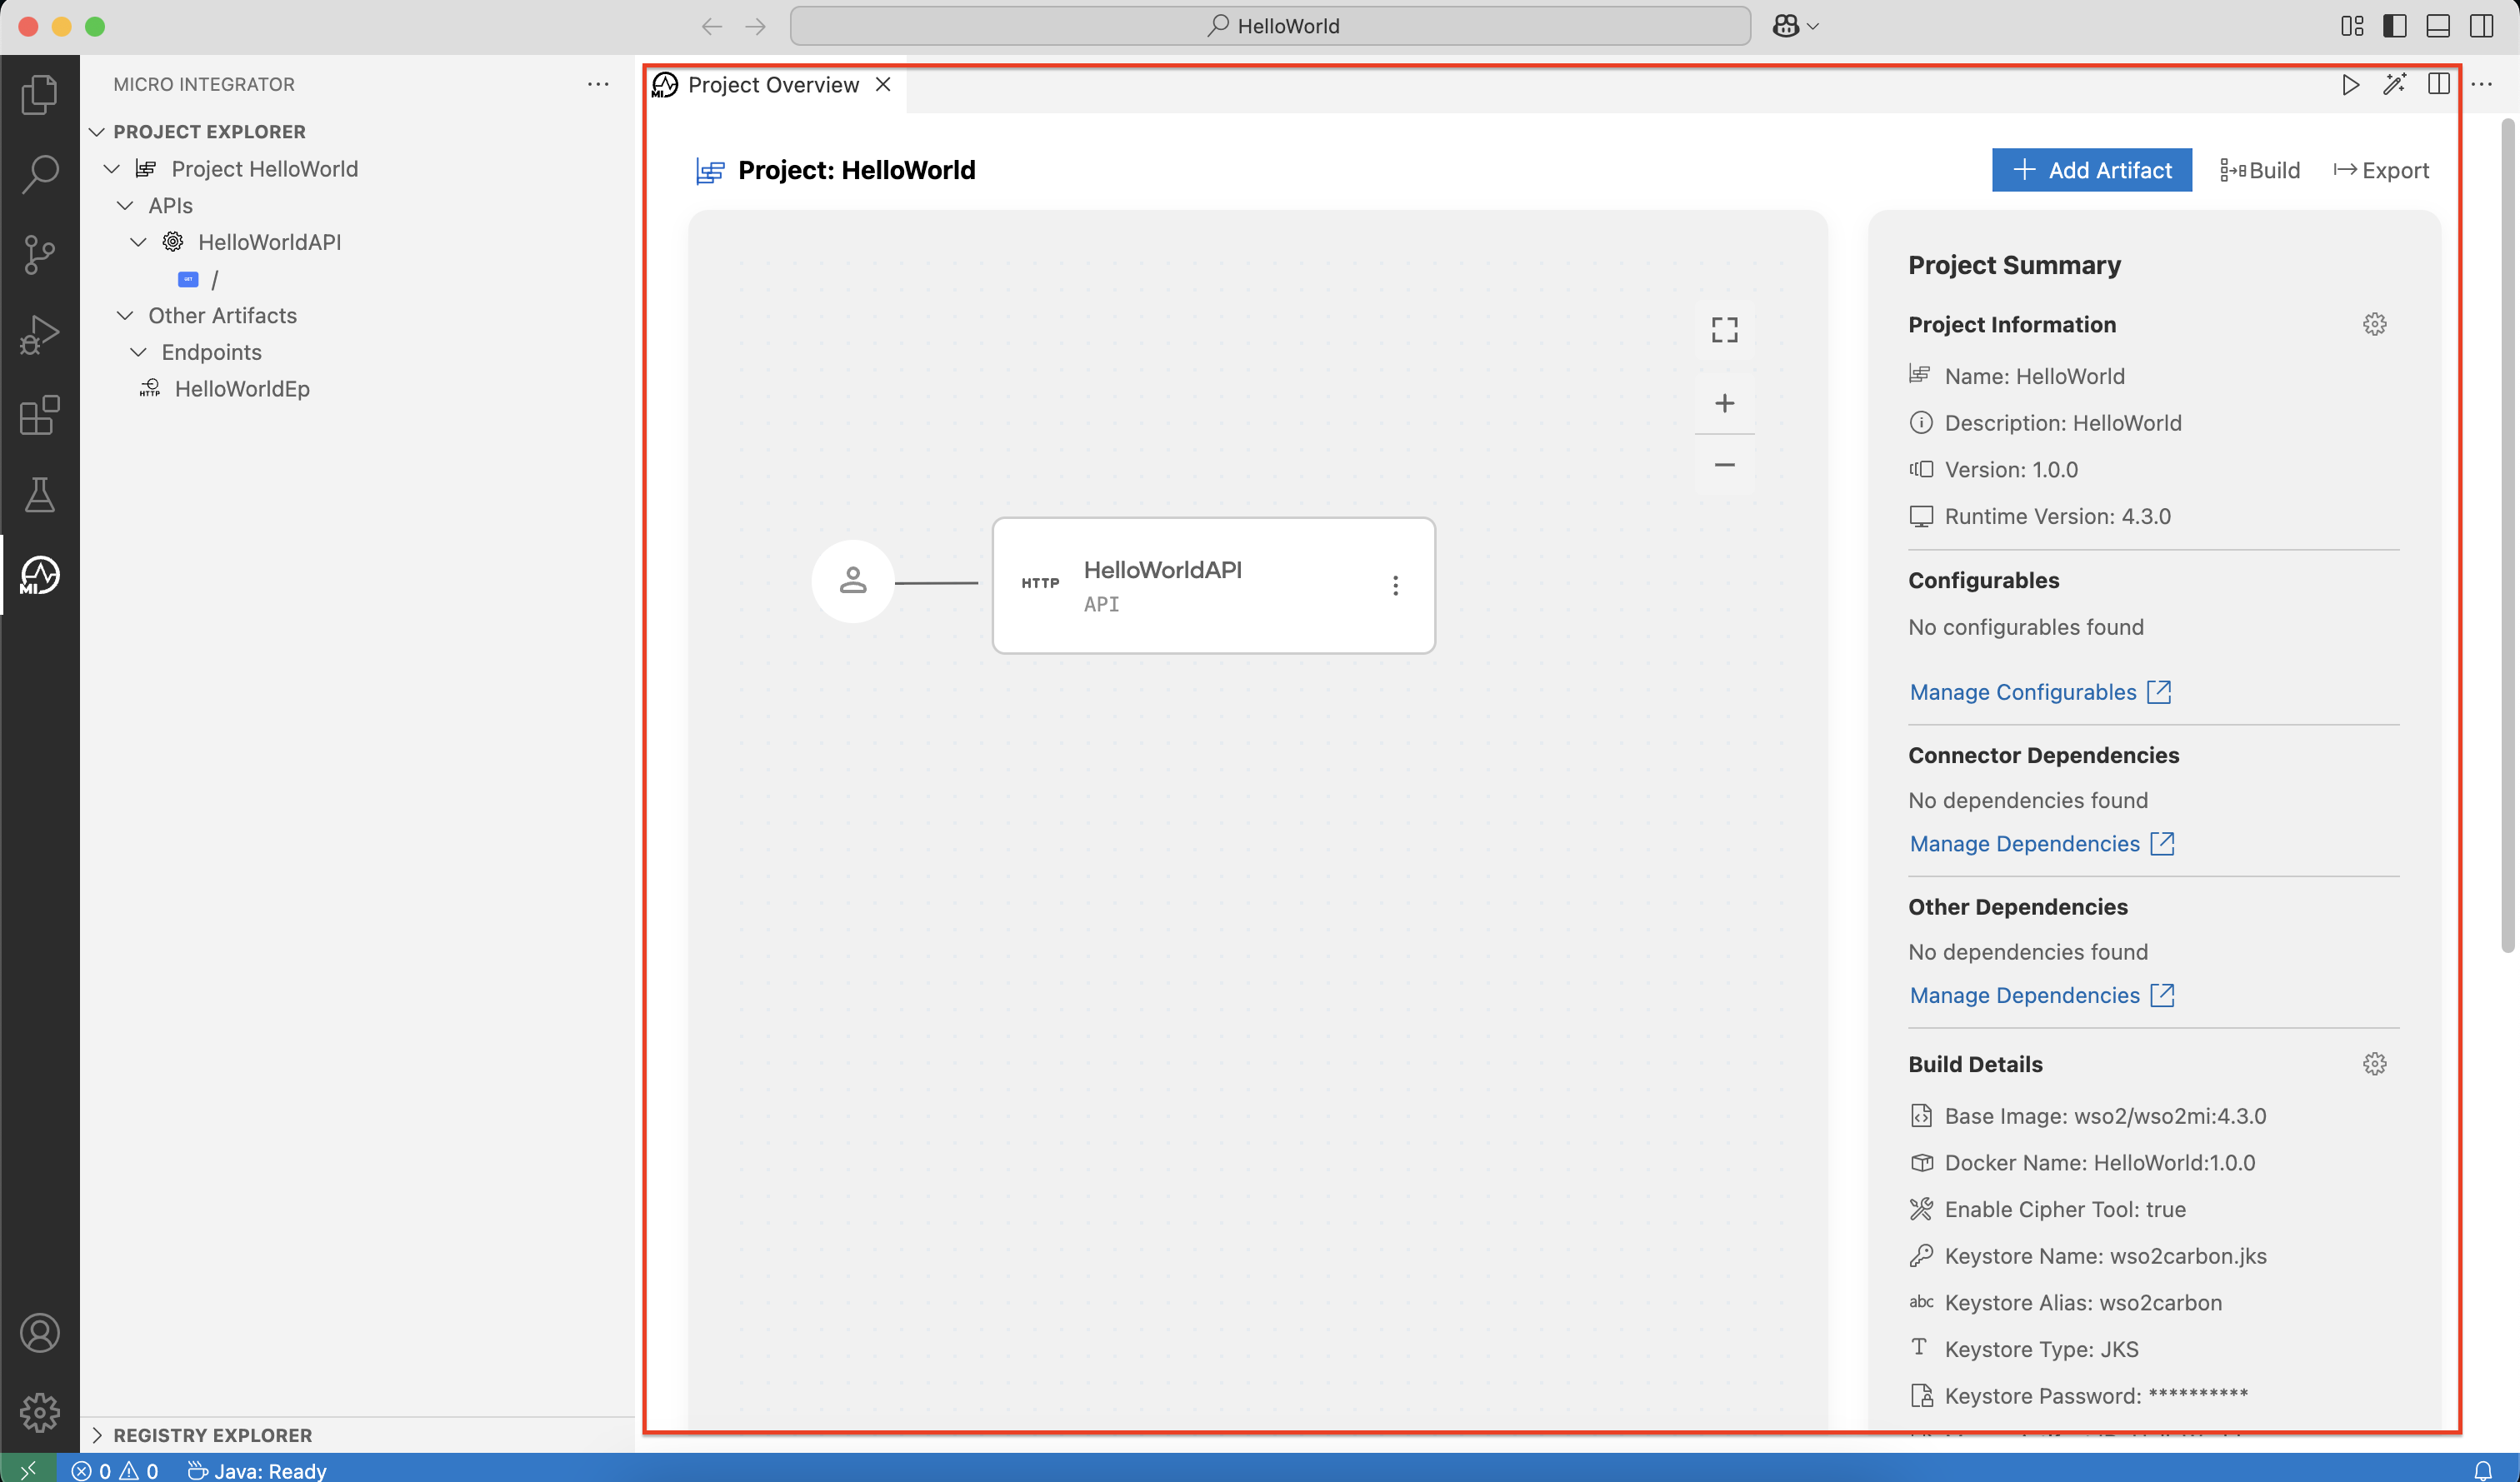 HelloWorld
MICRO INTEGRATOR
PROJECT EXPLORER
Project HelloWorld
APIs
HelloWorldAPI
GET /
Other Artifacts
Endpoints
HTTP HelloWorldEp
REGISTRY EXPLORER
MI Project Overview
Project: HelloWorld
Add Artifact
Build
Export
HTTP
HelloWorldAPI
API
Project Summary
Project Information
Name: HelloWorld
Description: HelloWorld
Version: 1.0.0
Runtime Version: 4.3.0
Configurables
No configurables found
Manage Configurables
Connector Dependencies
No dependencies found
Manage Dependencies
Other Dependencies
No dependencies found
Manage Dependencies
Build Details
Base Image: wso2/wso2mi:4.3.0
Docker Name: HelloWorld:1.0.0
Enable Cipher Tool: true
Keystore Name: wso2carbon.jks
abc Keystore Alias: wso2carbon
Keystore Type: JKS
Keystore Password: **********
MI
0 0 Java: Ready